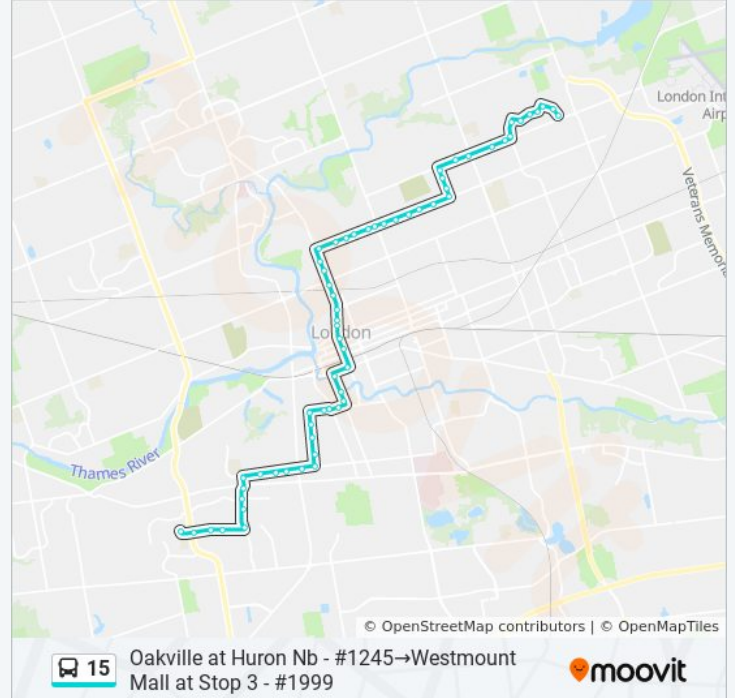 London Int
Airp
Veterans Memor
London
Thames River
© OpenStreetMap contributors | © OpenMapTiles
15
Oakville at Huron Nb - #1245→Westmount
Mall at Stop 3 - #1999
moovit